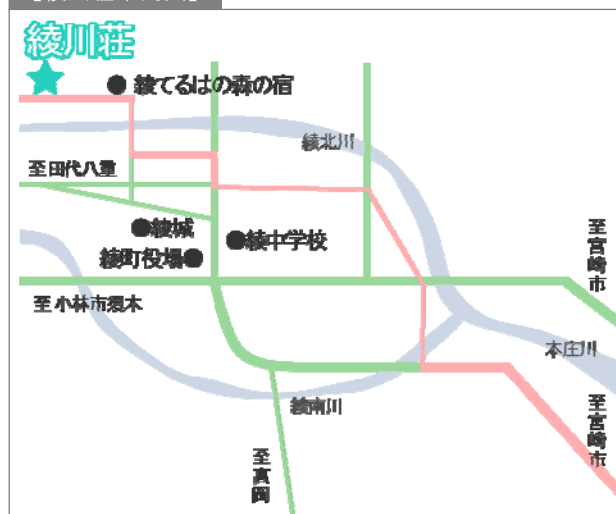 綾川荘
綾てるはの森の宿
綾北川
至田代八重
綾城
綾中学校
綾町役場
至宮崎市
至小林市須木
本庄川
綾南川
至宮崎市
至高岡